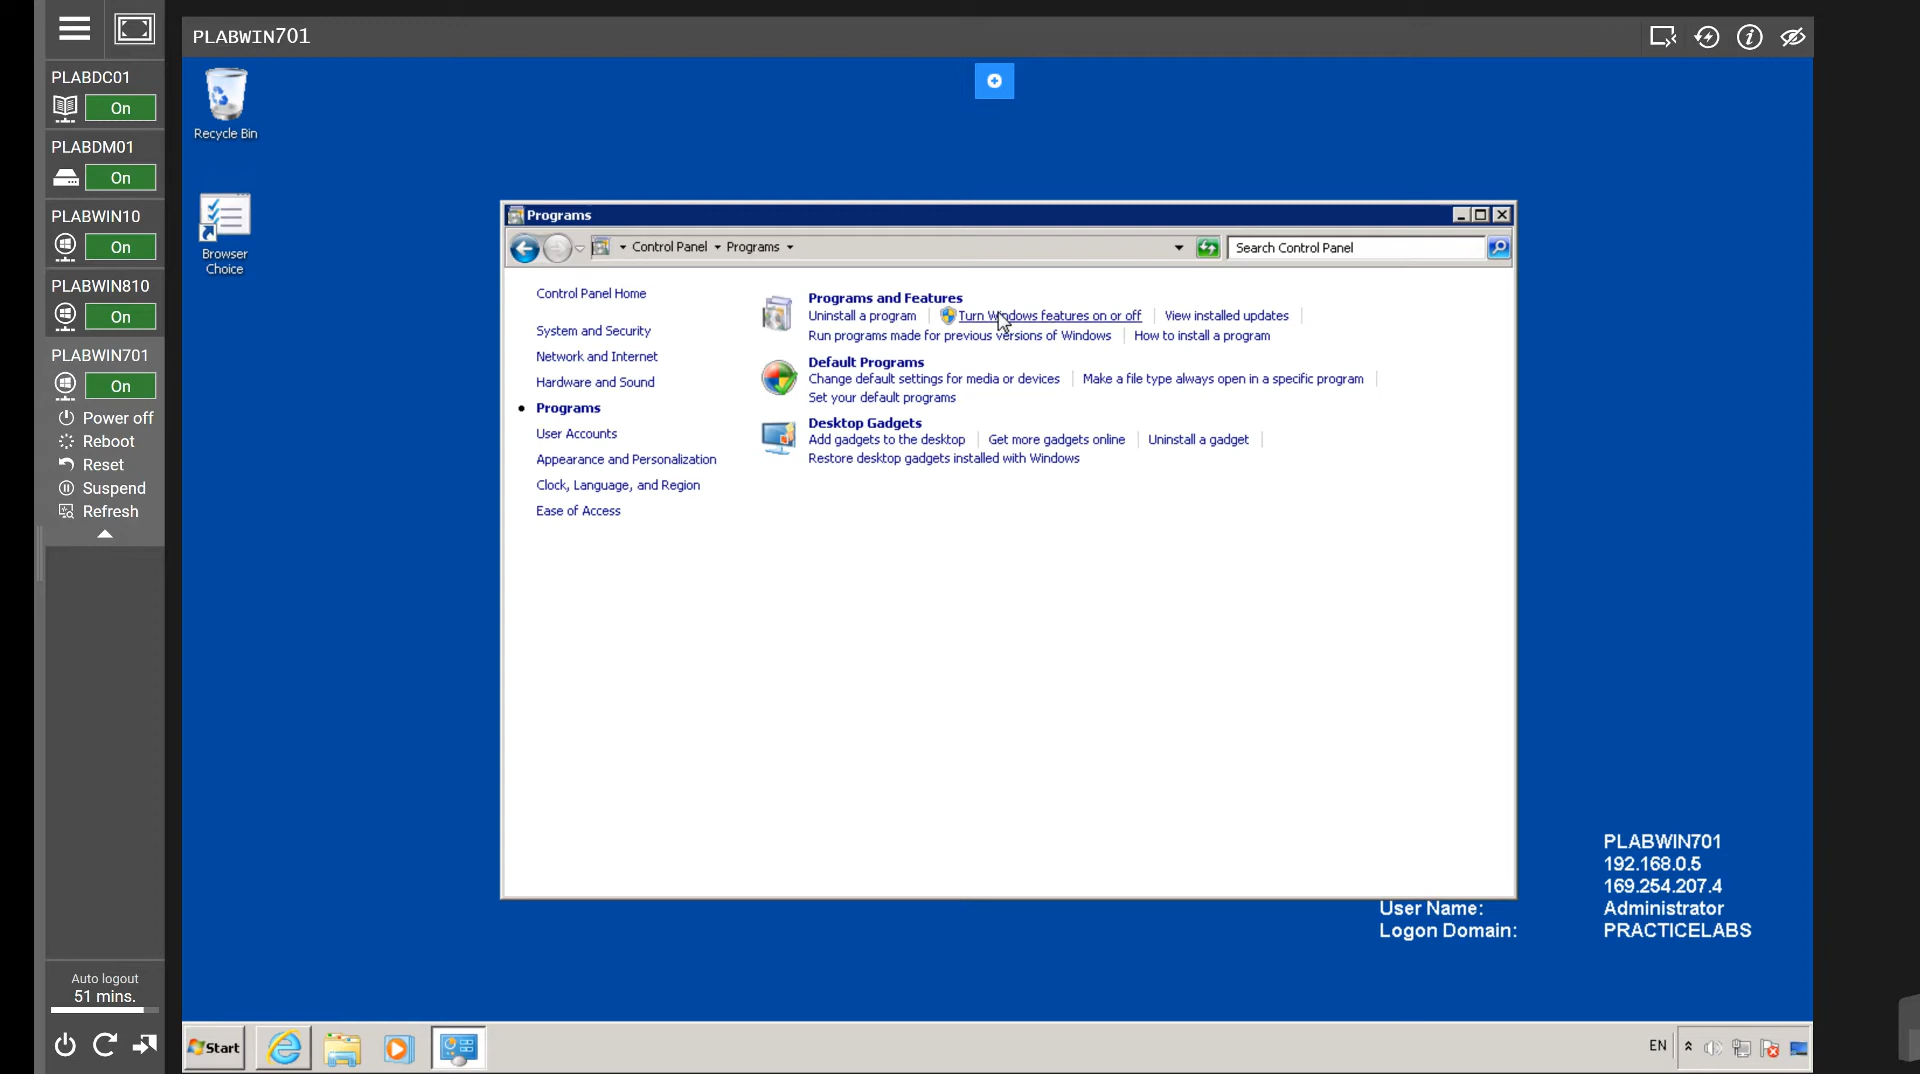 PLABWIN701
PLABDC01
On
PLABDM01
On
PLABWIN10
On
PLABWIN810
On
PLABWIN701
On
Power off
Reboot
Reset
Suspend
Refresh
Auto logout
51 mins.
Recycle Bin
Browser
Choice
Programs
Control Panel Programs
Search Control Panel
Control Panel Home
System and Security
Network and Internet
Hardware and Sound
Programs
User Accounts
Appearance and Personalization
Clock, Language, and Region
Ease of Access
Programs and Features
Uninstall a program Turn Windows features on or off View installed updates
Run programs made for previous versions of Windows How to install a program
Default Programs
Change default settings for media or devices Make a file type always open in a specific program
Set your default programs
Desktop Gadgets
Add gadgets to the desktop Get more gadgets online Uninstall a gadget
Restore desktop gadgets installed with Windows
PLABWIN701
192.168.0.5
169.254.207.4
User Name: Administrator
Logon Domain: PRACTICELABS
Start
EN